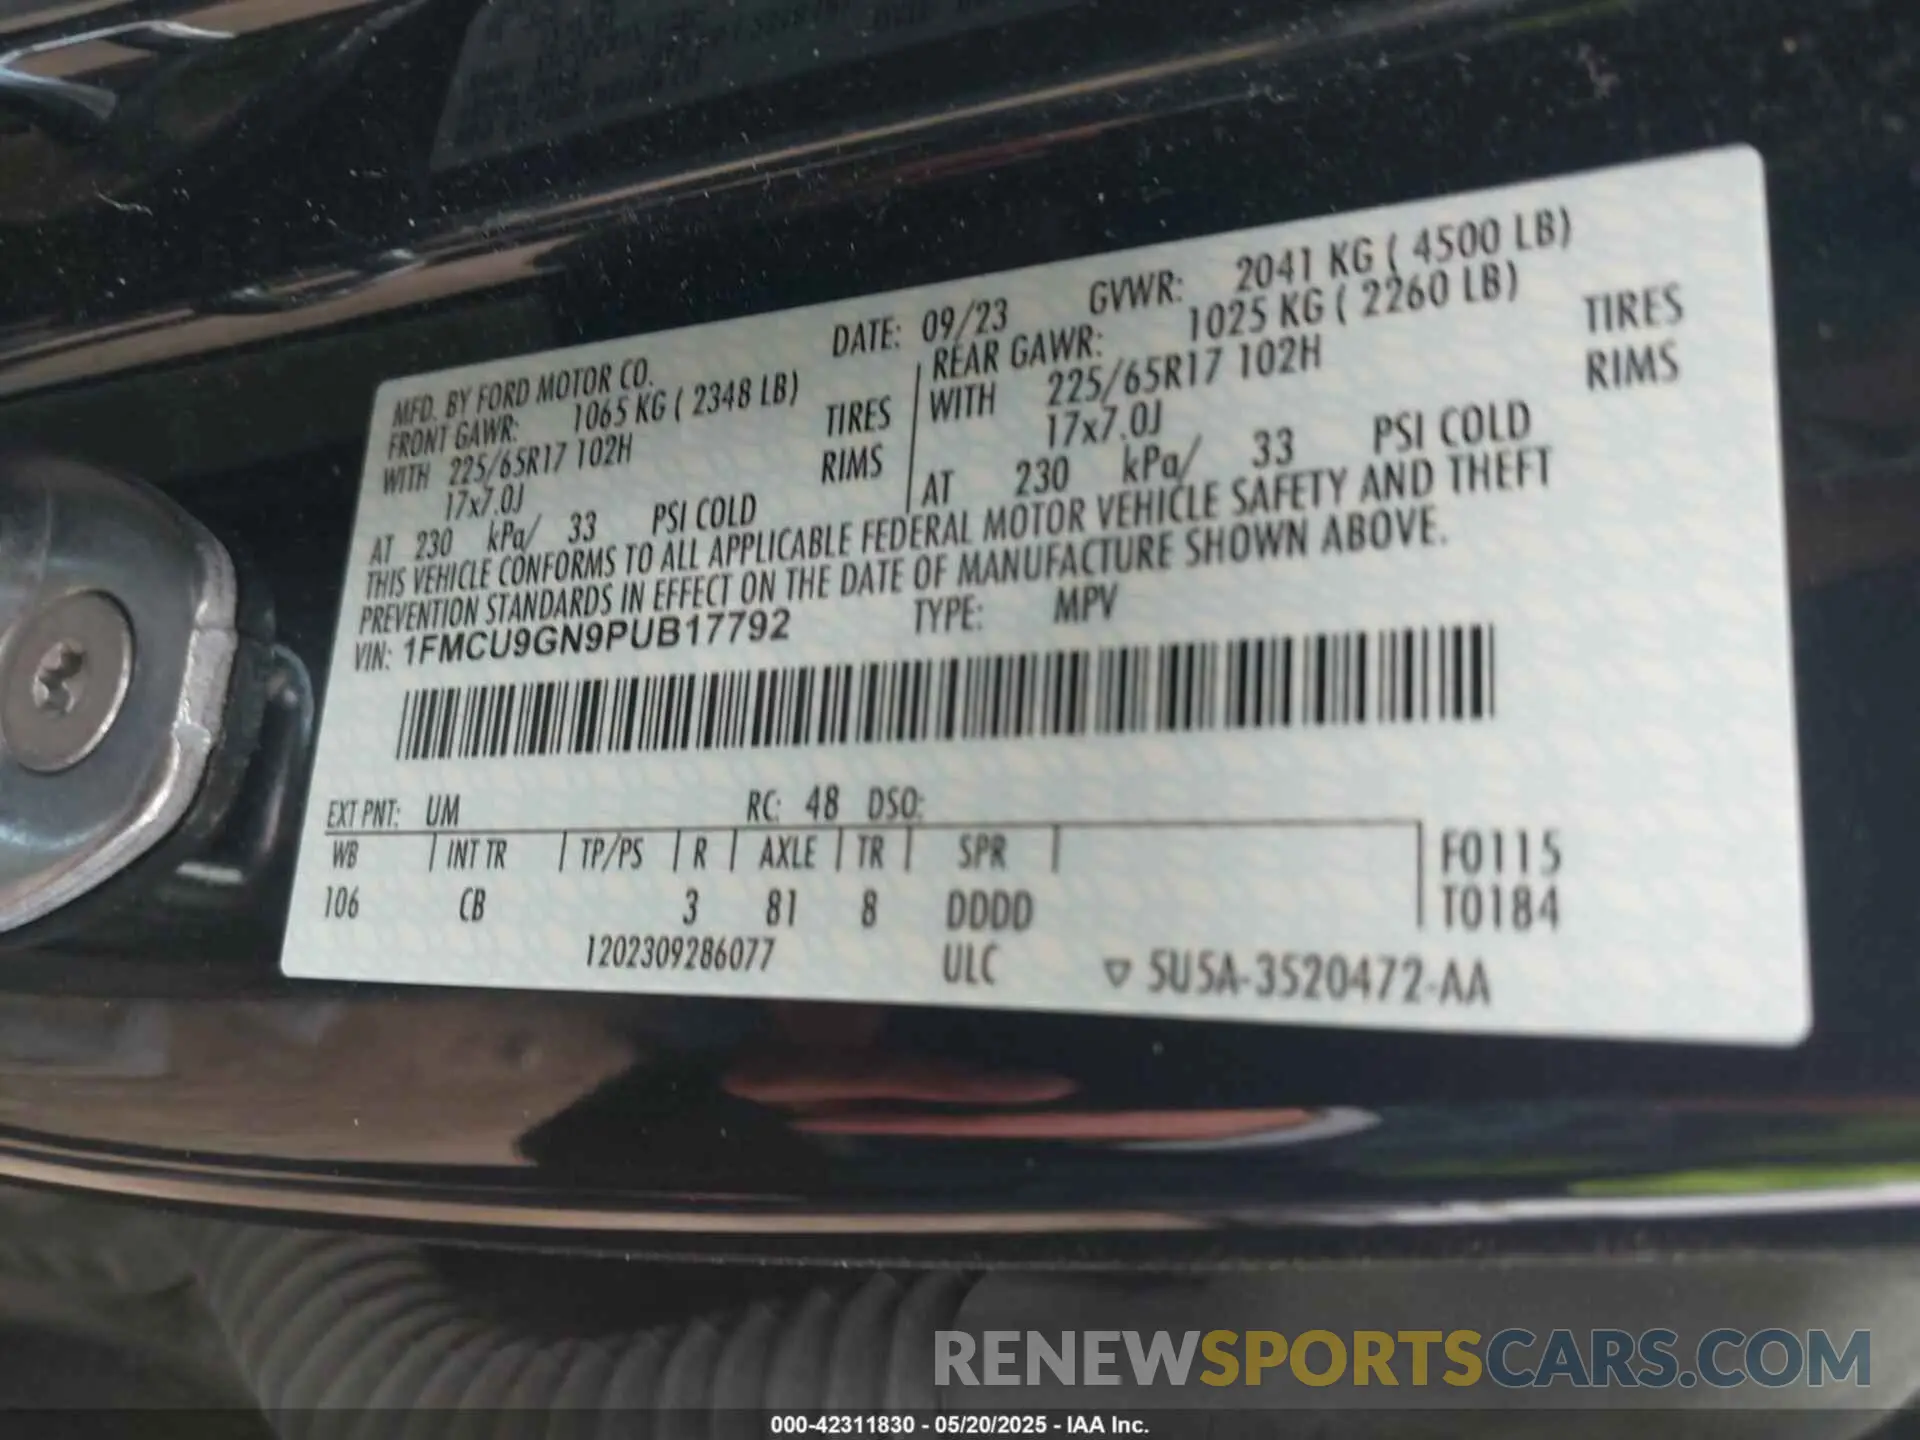 MFD. BY FORD MOTOR CO. DATE: 09/23 GVWR: 2041 KG ( 4500 LB)
FRONT GAWR: 1065 KG ( 2348 LB) REAR GAWR: 1025 KG ( 2260 LB)
WITH 225/65R17 102H TIRES WITH 225/65R17 102H TIRES
17x7.0J RIMS 17x7.0J RIMS
AT 230 kPa/ 33 PSI COLD AT 230 kPa/ 33 PSI COLD
THIS VEHICLE CONFORMS TO ALL APPLICABLE FEDERAL MOTOR VEHICLE SAFETY AND THEFT
PREVENTION STANDARDS IN EFFECT ON THE DATE OF MANUFACTURE SHOWN ABOVE.
VIN: 1FMCU9GN9PUB17792 TYPE: MPV
EXT PNT: UM RC: 48 DSO:
WB INT TR TP/PS R AXLE TR SPR F0115
106 CB 3 81 8 DDDD T0184
1202309286077 ULC ▽ 5U5A-3520472-AA
RENEWSPORTSCARS.COM
000-42311830 - 05/20/2025 - IAA Inc.